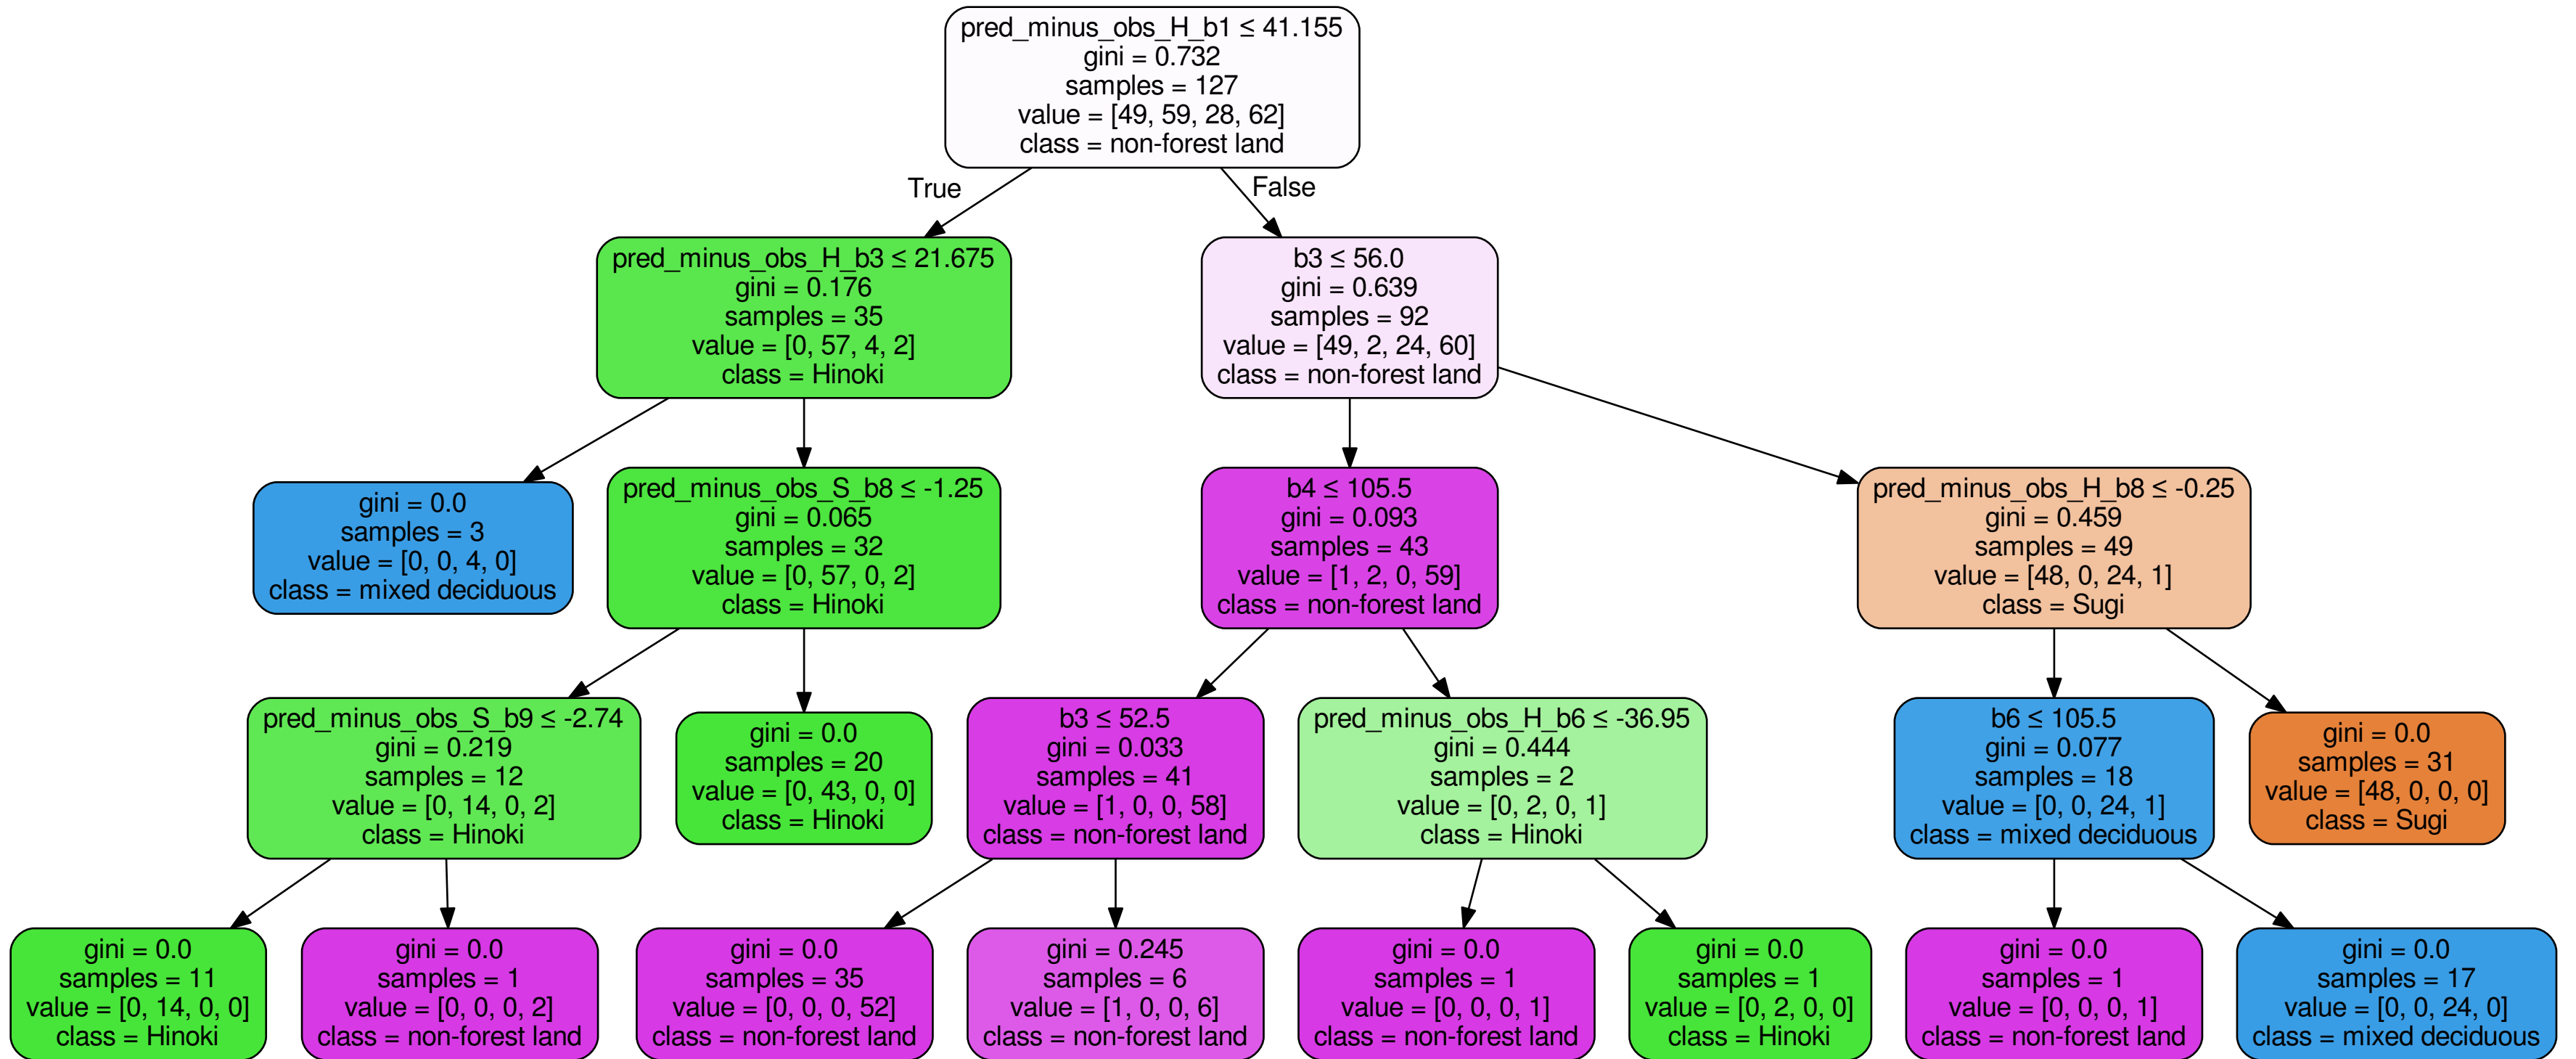 pred_minus_obs_H_b1 ≤ 41.155
gini = 0.732
samples = 127
value = [49, 59, 28, 62]
class = non-forest land
True
False
pred_minus_obs_H_b3 ≤ 21.675
gini = 0.176
samples = 35
value = [0, 57, 4, 2]
class = Hinoki
b3 ≤ 56.0
gini = 0.639
samples = 92
value = [49, 2, 24, 60]
class = non-forest land
gini = 0.0
samples = 3
value = [0, 0, 4, 0]
class = mixed deciduous
pred_minus_obs_S_b8 ≤ -1.25
gini = 0.065
samples = 32
value = [0, 57, 0, 2]
class = Hinoki
b4 ≤ 105.5
gini = 0.093
samples = 43
value = [1, 2, 0, 59]
class = non-forest land
pred_minus_obs_H_b8 ≤ -0.25
gini = 0.459
samples = 49
value = [48, 0, 24, 1]
class = Sugi
pred_minus_obs_S_b9 ≤ -2.74
gini = 0.219
samples = 12
value = [0, 14, 0, 2]
class = Hinoki
gini = 0.0
samples = 20
value = [0, 43, 0, 0]
class = Hinoki
b3 ≤ 52.5
gini = 0.033
samples = 41
value = [1, 0, 0, 58]
class = non-forest land
pred_minus_obs_H_b6 ≤ -36.95
gini = 0.444
samples = 2
value = [0, 2, 0, 1]
class = Hinoki
b6 ≤ 105.5
gini = 0.077
samples = 18
value = [0, 0, 24, 1]
class = mixed deciduous
gini = 0.0
samples = 31
value = [48, 0, 0, 0]
class = Sugi
gini = 0.0
samples = 11
value = [0, 14, 0, 0]
class = Hinoki
gini = 0.0
samples = 1
value = [0, 0, 0, 2]
class = non-forest land
gini = 0.0
samples = 35
value = [0, 0, 0, 52]
class = non-forest land
gini = 0.245
samples = 6
value = [1, 0, 0, 6]
class = non-forest land
gini = 0.0
samples = 1
value = [0, 0, 0, 1]
class = non-forest land
gini = 0.0
samples = 1
value = [0, 2, 0, 0]
class = Hinoki
gini = 0.0
samples = 1
value = [0, 0, 0, 1]
class = non-forest land
gini = 0.0
samples = 17
value = [0, 0, 24, 0]
class = mixed deciduous